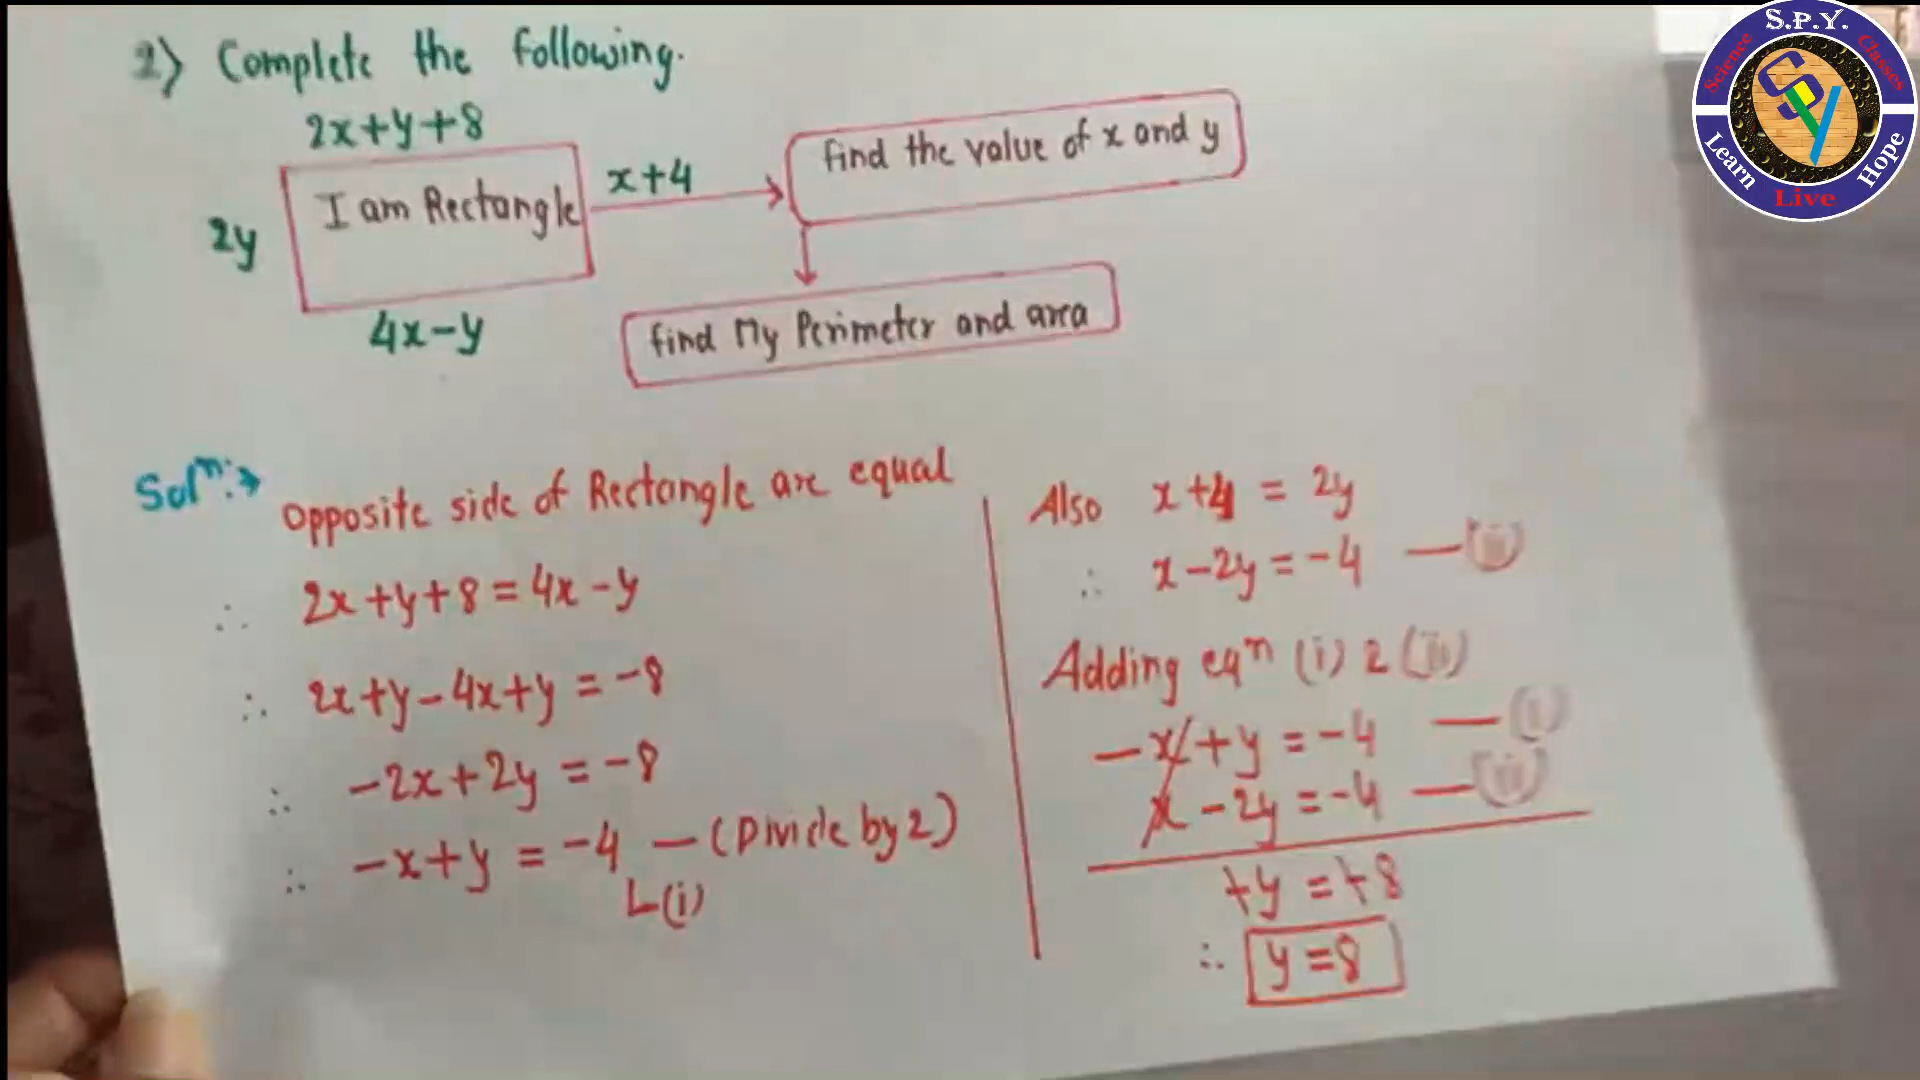 2) Complete the following.
2x+y+8
I am Rectangle
x+4
find the value of x and y
2y
4x-y
find My Perimeter and area
Solⁿ:→
Opposite side of Rectangle are equal
∴ 2x+y+8=4x-y
∴ 2x+y-4x+y = -8
∴ -2x+2y = -8
∴ -x+y = -4 — (Divide by 2)
(i)
Also x+4 = 2y
∴ x-2y = -4 — (ii)
Adding eqⁿ (i) 2 (ii)
-x+y = -4 — (i)
x-2y = -4 — (ii)
+y = +8
∴ y = 8
S.P.Y.
Science
Classes
SPY
Learn
Live
Hope